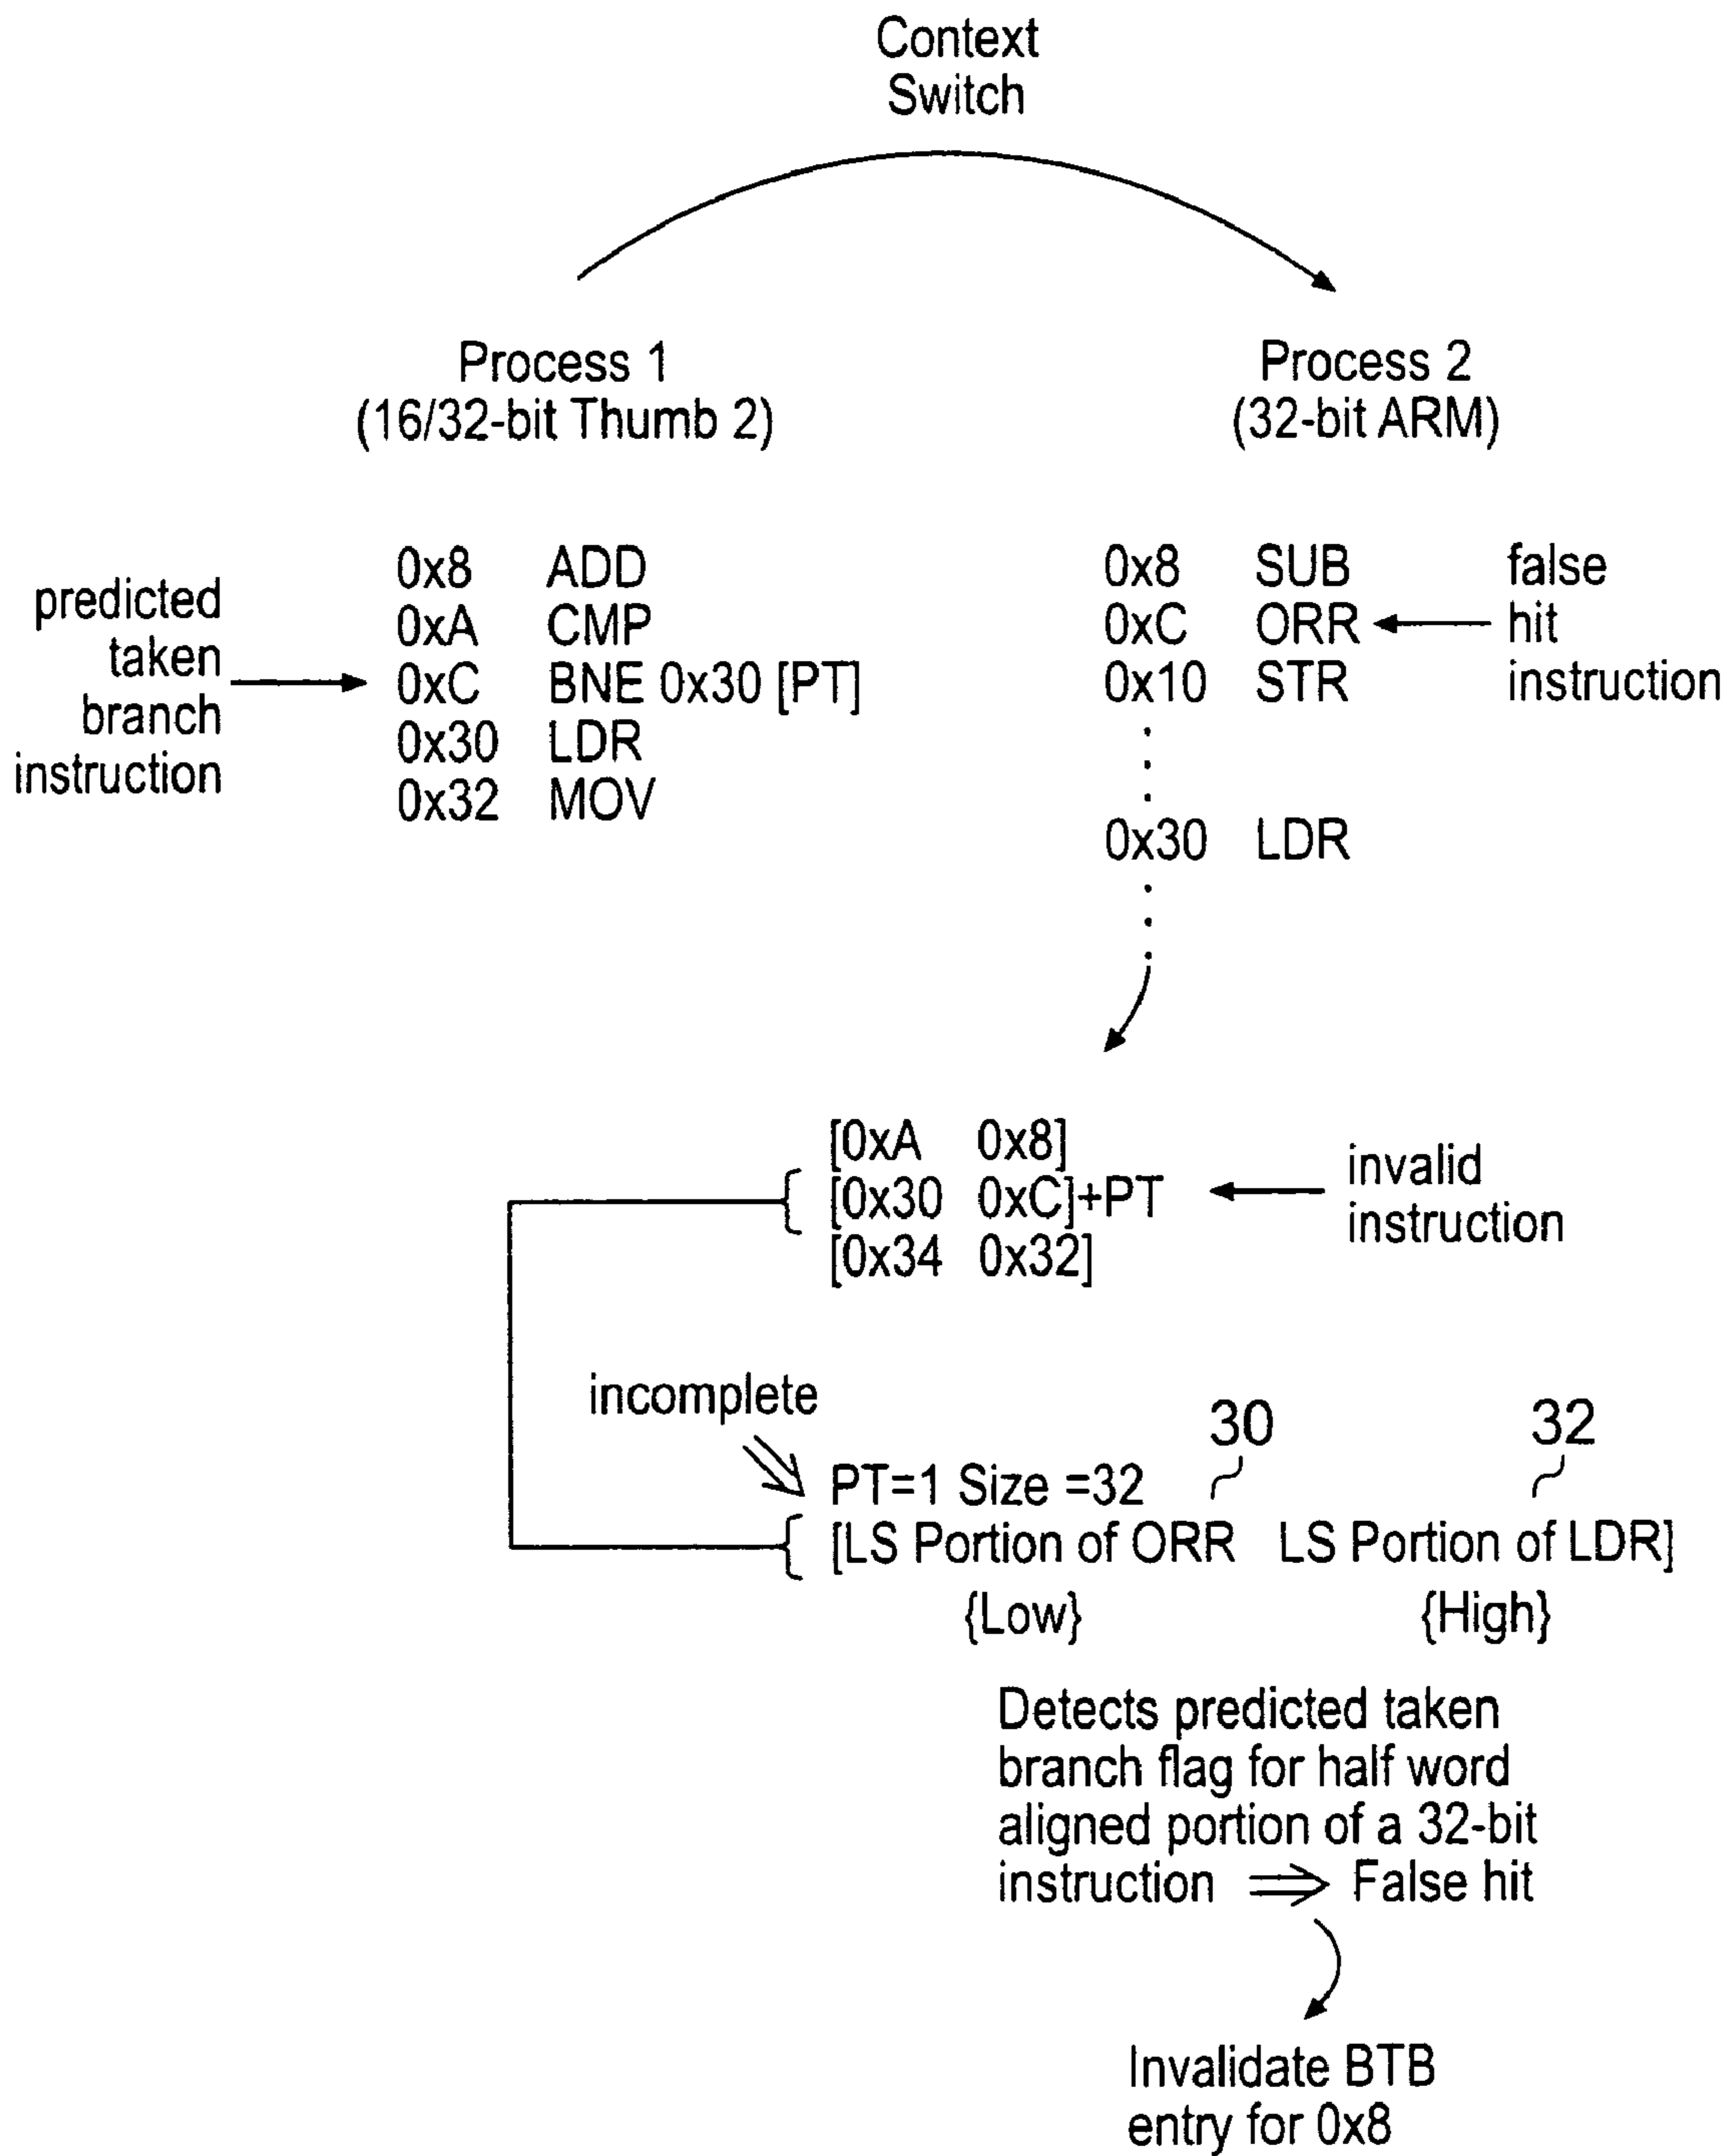 Context
Switch
Process 1
(16/32-bit Thumb 2)
Process 2
(32-bit ARM)
predicted
taken
branch
instruction
0x8 ADD
0xA CMP
0xC BNE 0x30 [PT]
0x30 LDR
0x32 MOV
0x8 SUB
0xC ORR
0x10 STR
0x30 LDR
false
hit
instruction
[0xA 0x8]
[0x30 0xC]+PT
[0x34 0x32]
invalid
instruction
incomplete
30
32
PT=1 Size =32
[LS Portion of ORR LS Portion of LDR]
{Low} {High}
Detects predicted taken
branch flag for half word
aligned portion of a 32-bit
instruction ⇒ False hit
Invalidate BTB
entry for 0x8